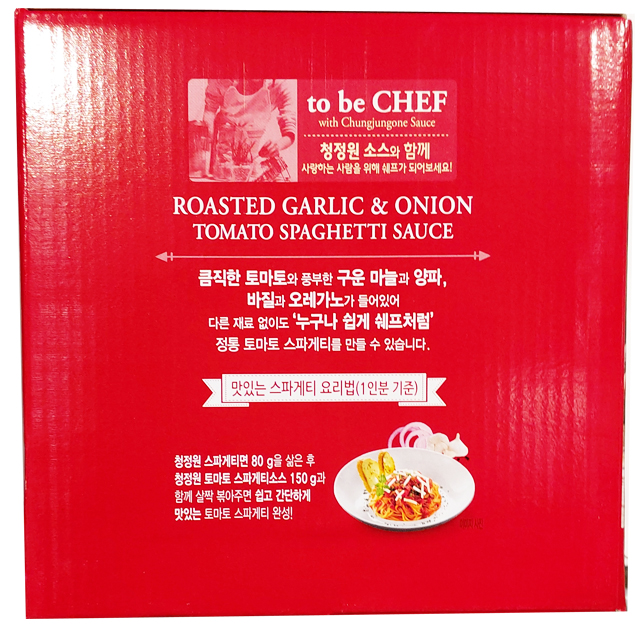 to be CHEF
with Chungjungone Sauce
청정원 소스와 함께
사랑하는 사람을 위해 쉐프가 되어보세요!
ROASTED GARLIC & ONION
TOMATO SPAGHETTI SAUCE
큼직한 토마토와 풍부한 구운 마늘과 양파,
바질과 오레가노가 들어있어
다른 재료 없이도 '누구나 쉽게 쉐프처럼'
정통 토마토 스파게티를 만들 수 있습니다.
맛있는 스파게티 요리법(1인분 기준)
청정원 스파게티면 80 g을 삶은 후
청정원 토마토 스파게티소스 150 g과
함께 살짝 볶아주면 쉽고 간단하게
맛있는 토마토 스파게티 완성!